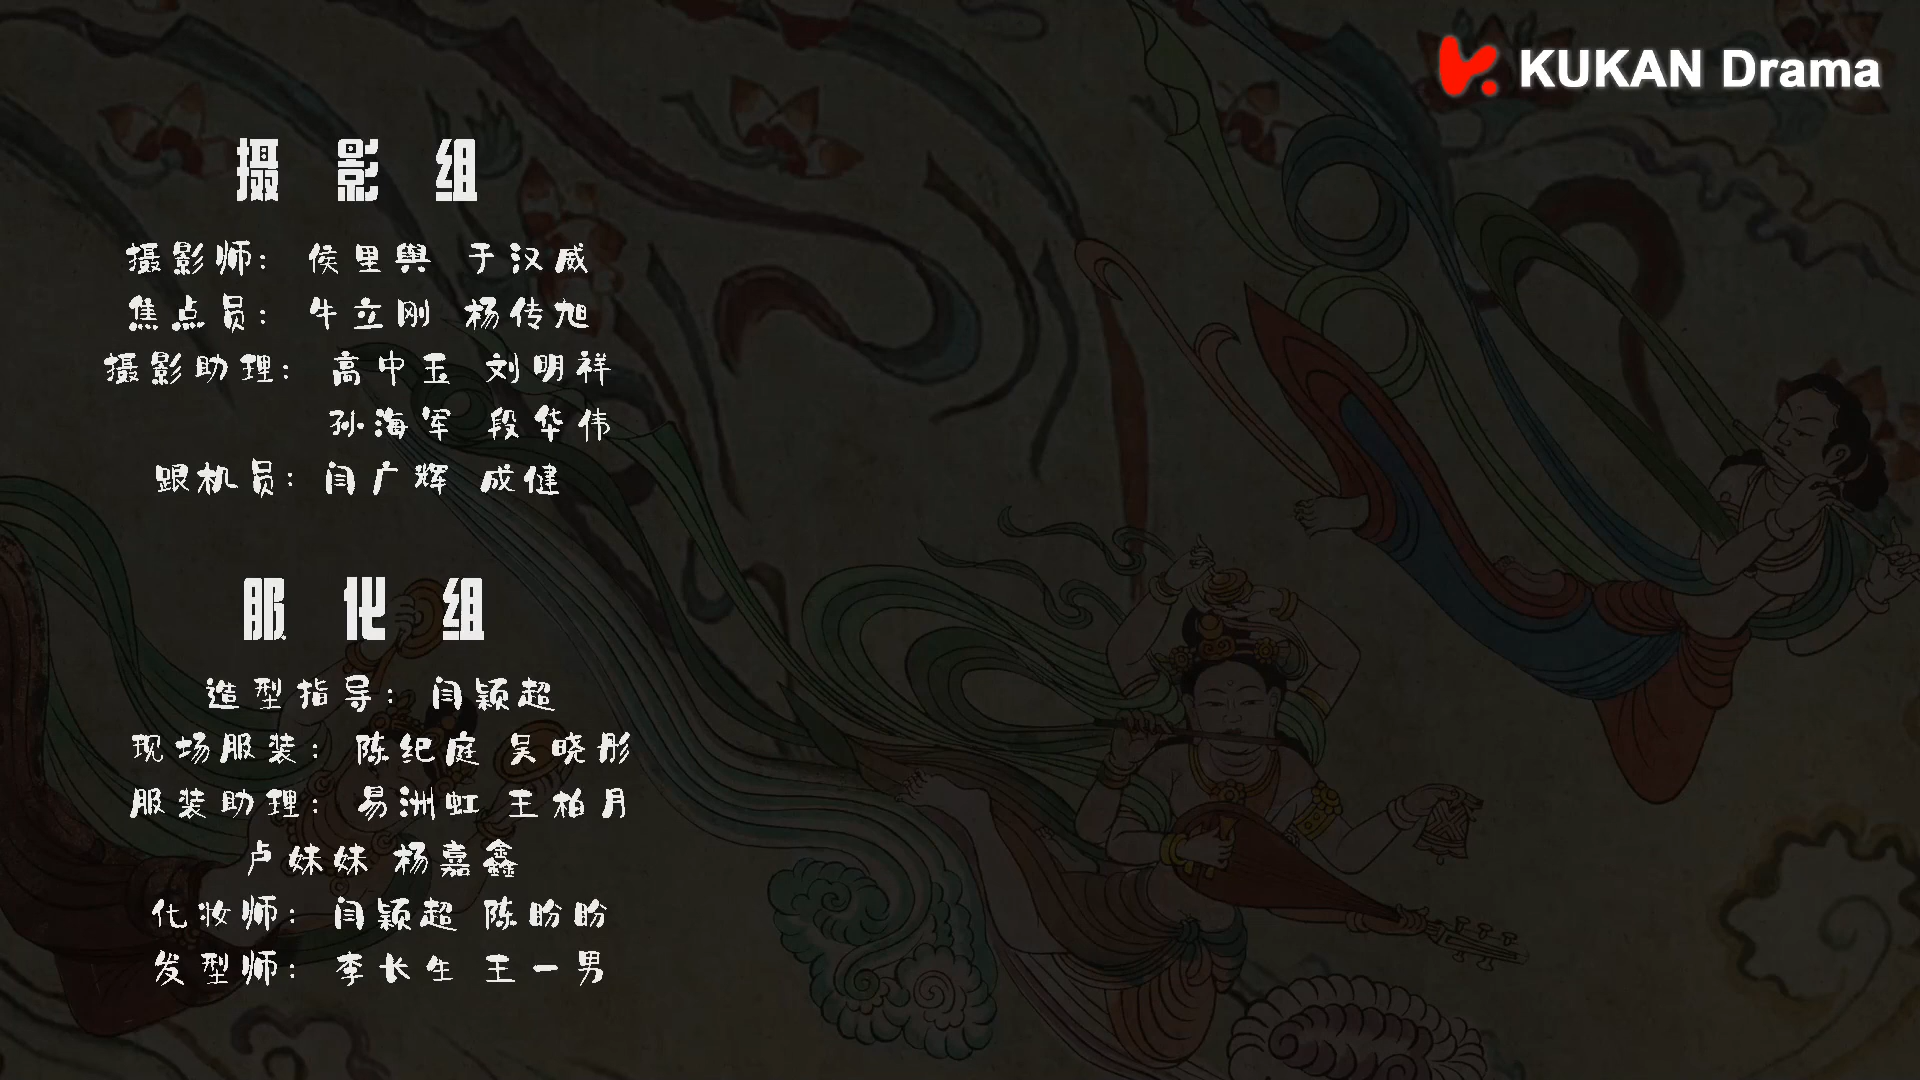 KUKAN Drama
摄影组
摄影师： 侯里舆 于汉威
焦点员： 牛立刚 杨传旭
摄影助理： 高中玉 刘明祥
孙海军 段华伟
跟机员： 闫广辉 成健
服化组
造型指导： 闫颖超
现场服装： 陈纪庭 吴晓彤
服装助理： 易洲虹 王柏月
卢妹妹 杨嘉鑫
化妆师： 闫颖超 陈盼盼
发型师： 李长生 王一男